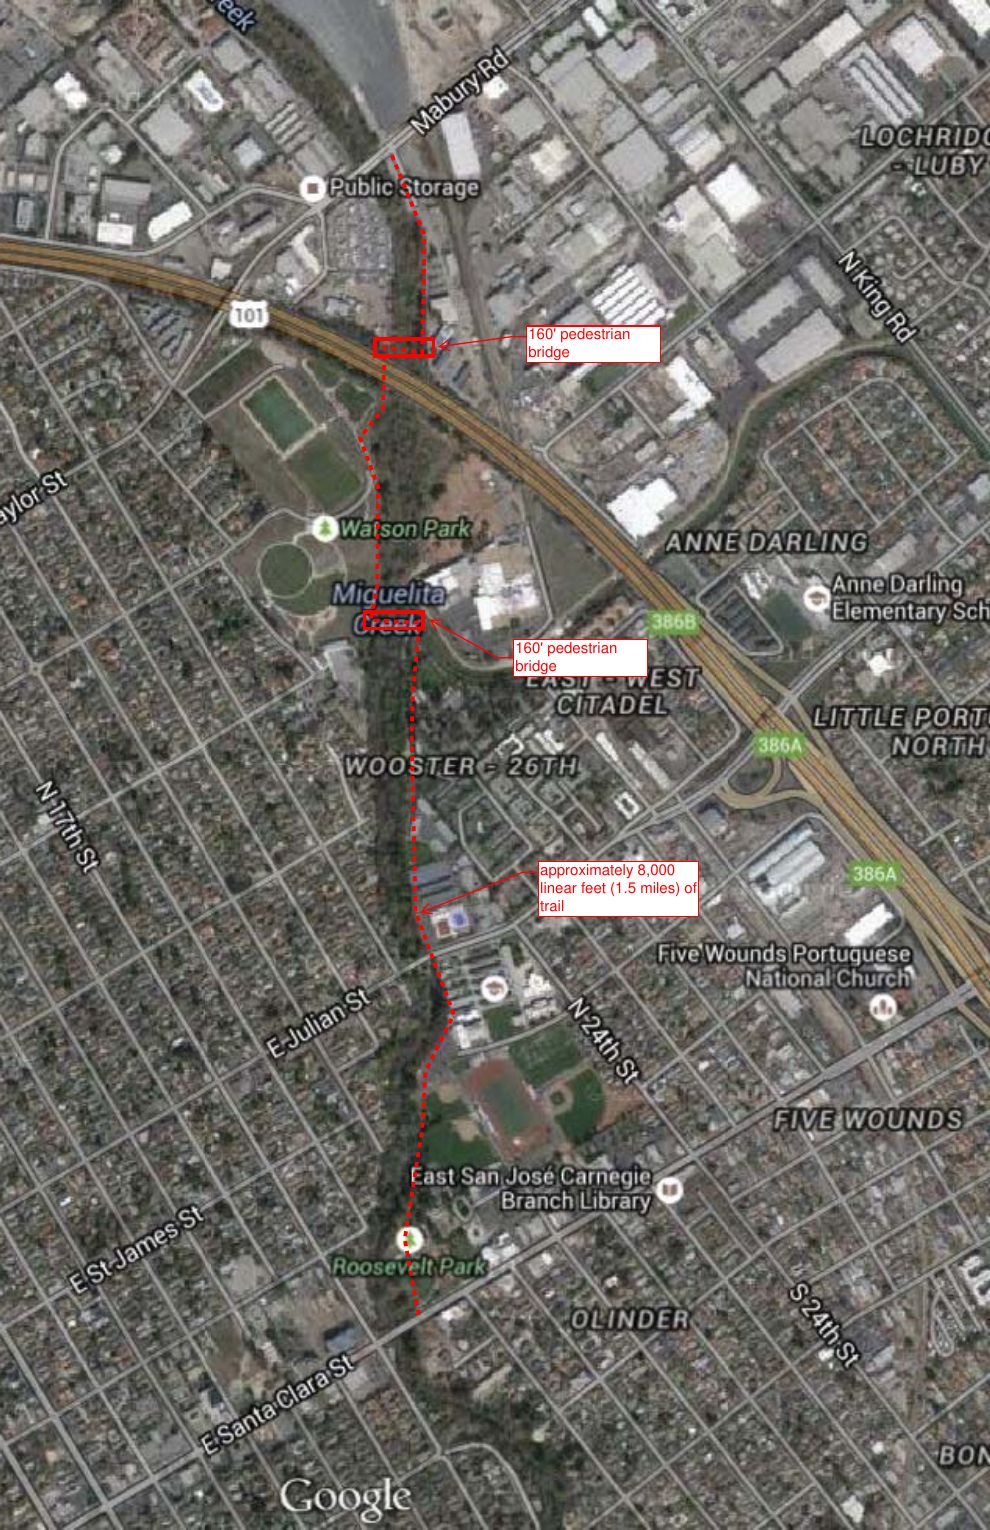 Creek
Mabury Rd
LOCHRIDG
- LUBY
Public Storage
N King Rd
101
160' pedestrian
bridge
aylor St
Watson Park
ANNE DARLING
Miguelita
Creek
Anne Darling
Elementary Sch
386B
160' pedestrian
bridge
EAST - WEST
CITADEL
LITTLE PORTU
NORTH
386A
WOOSTER - 26TH
N 17th St
approximately 8,000
linear feet (1.5 miles) of
trail
386A
Five Wounds Portuguese
National Church
E Julian St
N 24th St
FIVE WOUNDS
East San José Carnegie
Branch Library
E St James St
Roosevelt Park
S 24th St
OLINDER
E Santa Clara St
BON
Google